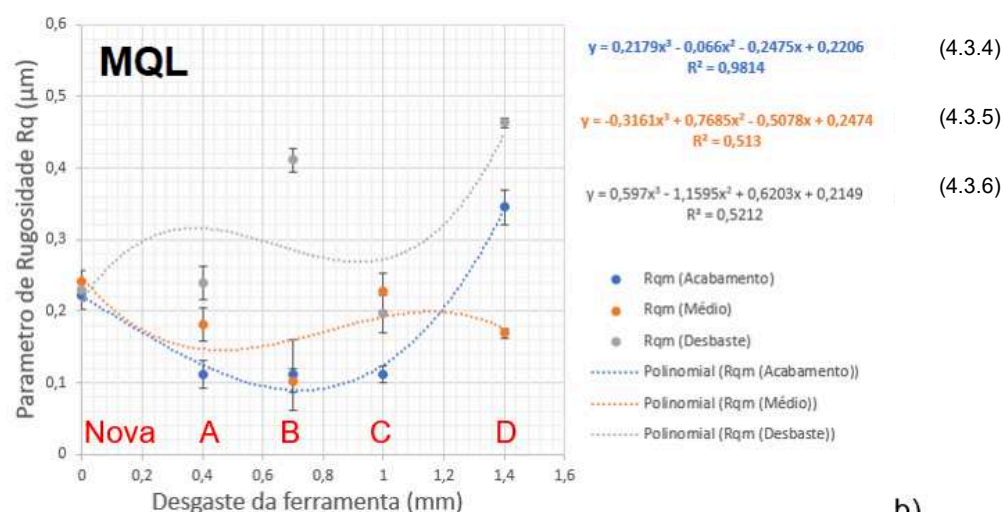 MQL
Parametro de Rugosidade Rq (µm)
0,6
0,5
0,4
0,3
0,2
0,1
0
Nova A B C D
0 0,2 0,4 0,6 0,8 1 1,2 1,4 1,6
Desgaste da ferramenta (mm)
y = 0,2179x³ - 0,066x² - 0,2475x + 0,2206 (4.3.4)
R² = 0,9814
y = -0,3161x³ + 0,7685x² - 0,5078x + 0,2474 (4.3.5)
R² = 0,513
y = 0,597x³ - 1,1595x² + 0,6203x + 0,2149 (4.3.6)
R² = 0,5212
Rqm (Acabamento)
Rqm (Médio)
Rqm (Desbaste)
Polinomial (Rqm (Acabamento))
Polinomial (Rqm (Médio))
Polinomial (Rqm (Desbaste))